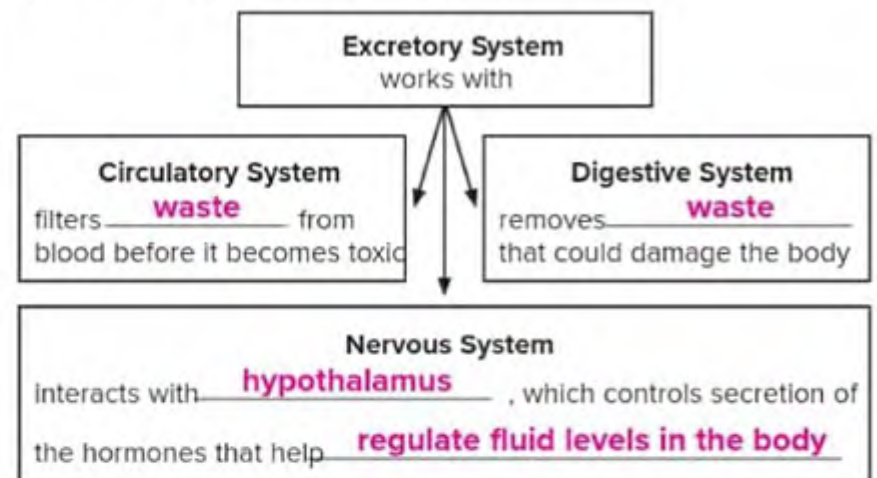 Excretory System
works with
Circulatory System
filters waste from
blood before it becomes toxic
Digestive System
removes waste
that could damage the body
Nervous System
interacts with hypothalamus , which controls secretion of
the hormones that help regulate fluid levels in the body